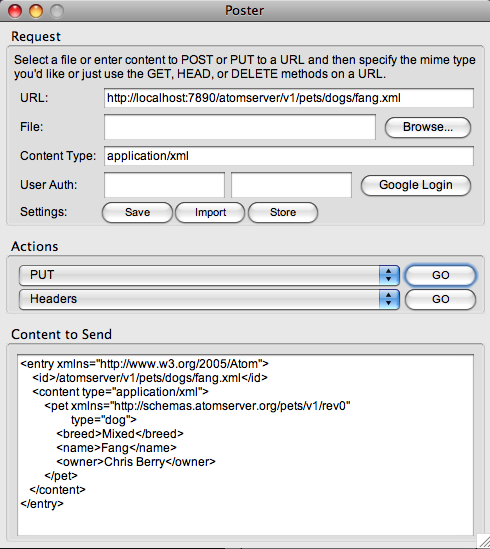 Poster
Request
Select a file or enter content to POST or PUT to a URL and then specify the mime type
you'd like or just use the GET, HEAD, or DELETE methods on a URL.
URL: http://localhost:7890/atomserver/v1/pets/dogs/fang.xml
File: Browse...
Content Type: application/xml
User Auth: Google Login
Settings: Save Import Store
Actions
PUT GO
Headers GO
Content to Send
<entry xmlns="http://www.w3.org/2005/Atom">
<id>/atomserver/v1/pets/dogs/fang.xml</id>
<content type="application/xml">
<pet xmlns="http://schemas.atomserver.org/pets/v1/rev0"
type="dog">
<breed>Mixed</breed>
<name>Fang</name>
<owner>Chris Berry</owner>
</pet>
</content>
</entry>